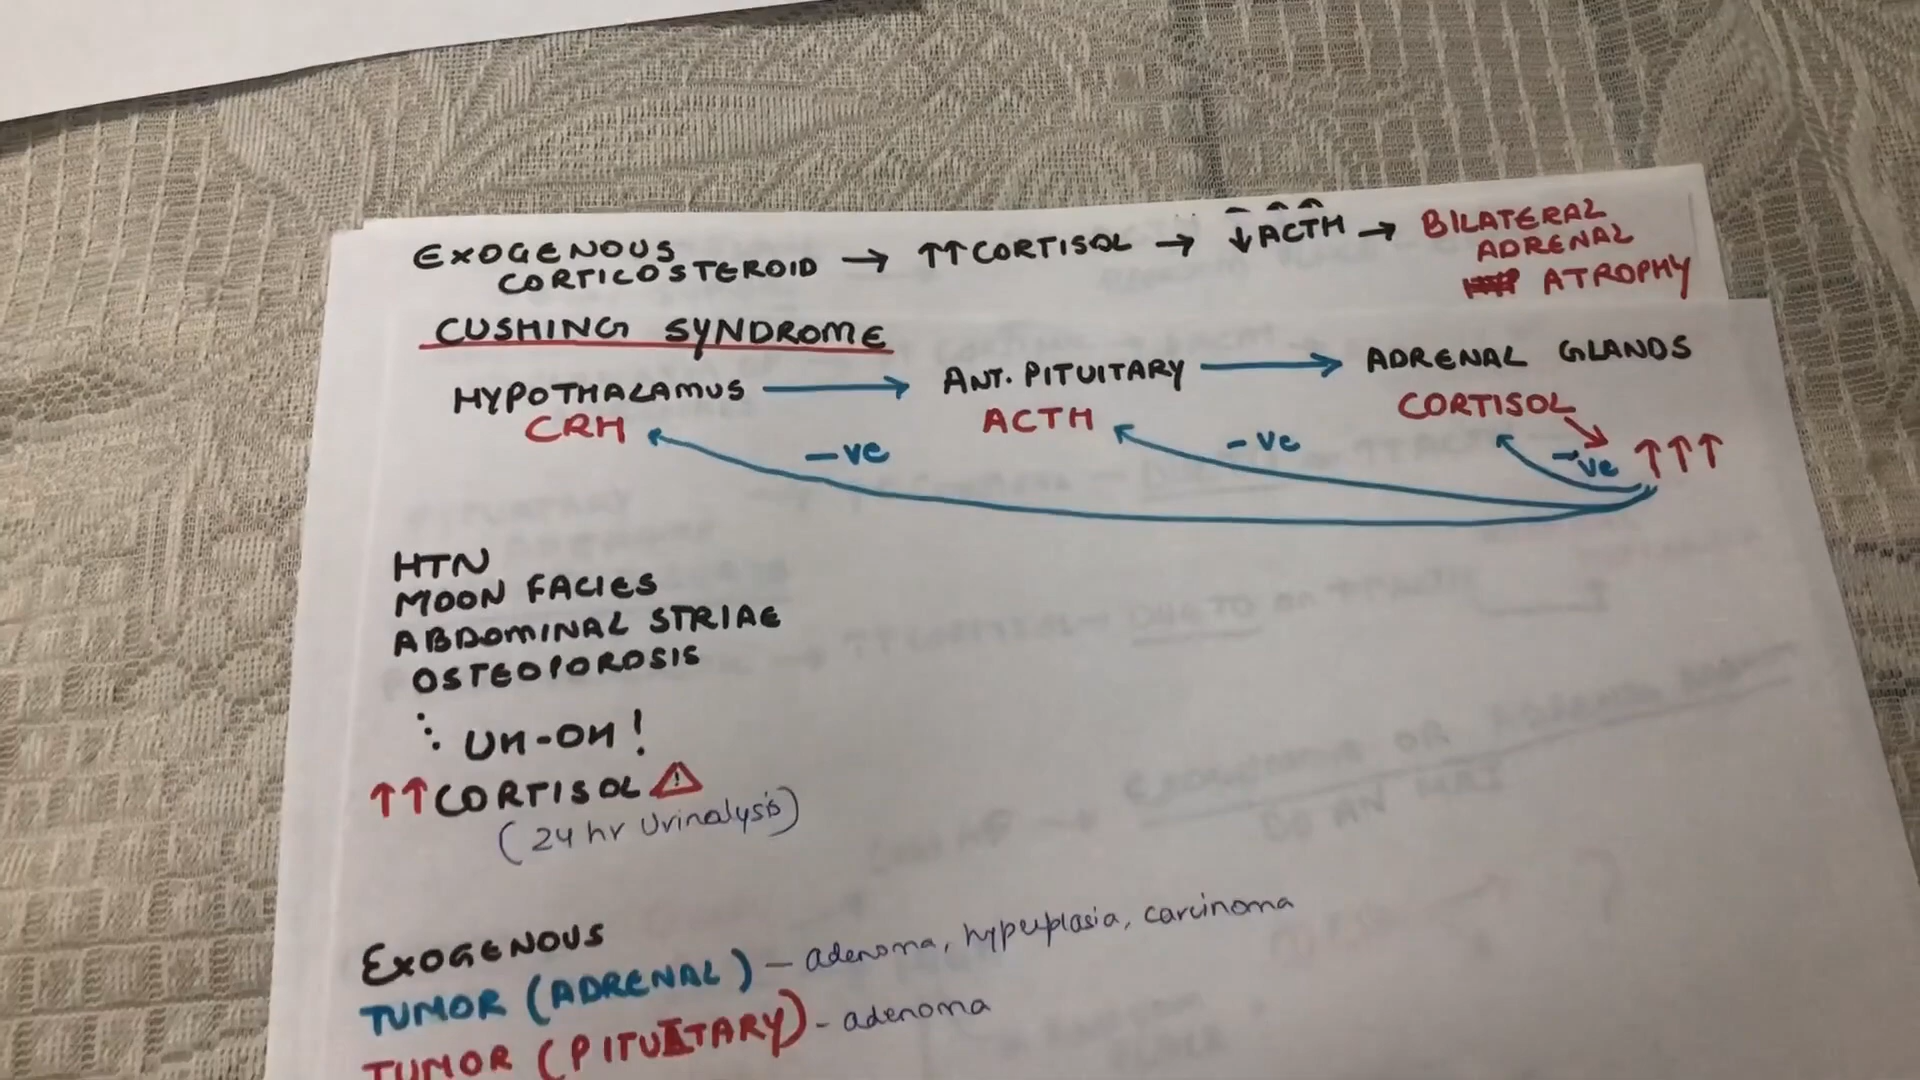 EXOGENOUS CORTICOSTEROID → ↑↑ CORTISOL → ↓ ACTH → BILATERAL ADRENAL ATROPHY
CUSHING SYNDROME
HYPOTHALAMUS → ANT. PITUITARY → ADRENAL GLANDS
CRH ACTH CORTISOL
-ve -ve -ve ↑↑↑
HTN
MOON FACIES
ABDOMINAL STRIAE
OSTEOPOROSIS
UH-OH!
↑↑ CORTISOL ⚠
(24 hr Urinalysis)
EXOGENOUS
TUMOR (ADRENAL) - adenoma, hyperplasia, carcinoma
TUMOR (PITUITARY) - adenoma